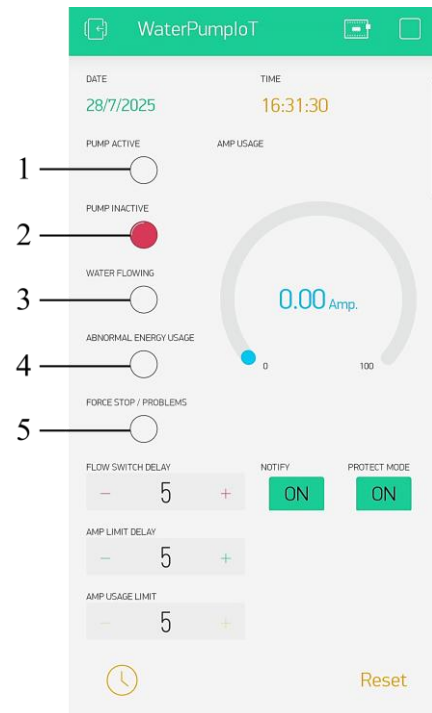 WaterPumpIoT
DATE TIME
28/7/2025 16:31:30
PUMP ACTIVE AMP USAGE
1
PUMP INACTIVE
2
WATER FLOWING
3
0.00 Amp.
ABNORMAL ENERGY USAGE
4
0 100
FORCE STOP / PROBLEMS
5
FLOW SWITCH DELAY NOTIFY PROTECT MODE
- 5 + ON ON
AMP LIMIT DELAY
- 5 +
AMP USAGE LIMIT
- 5 +
Reset